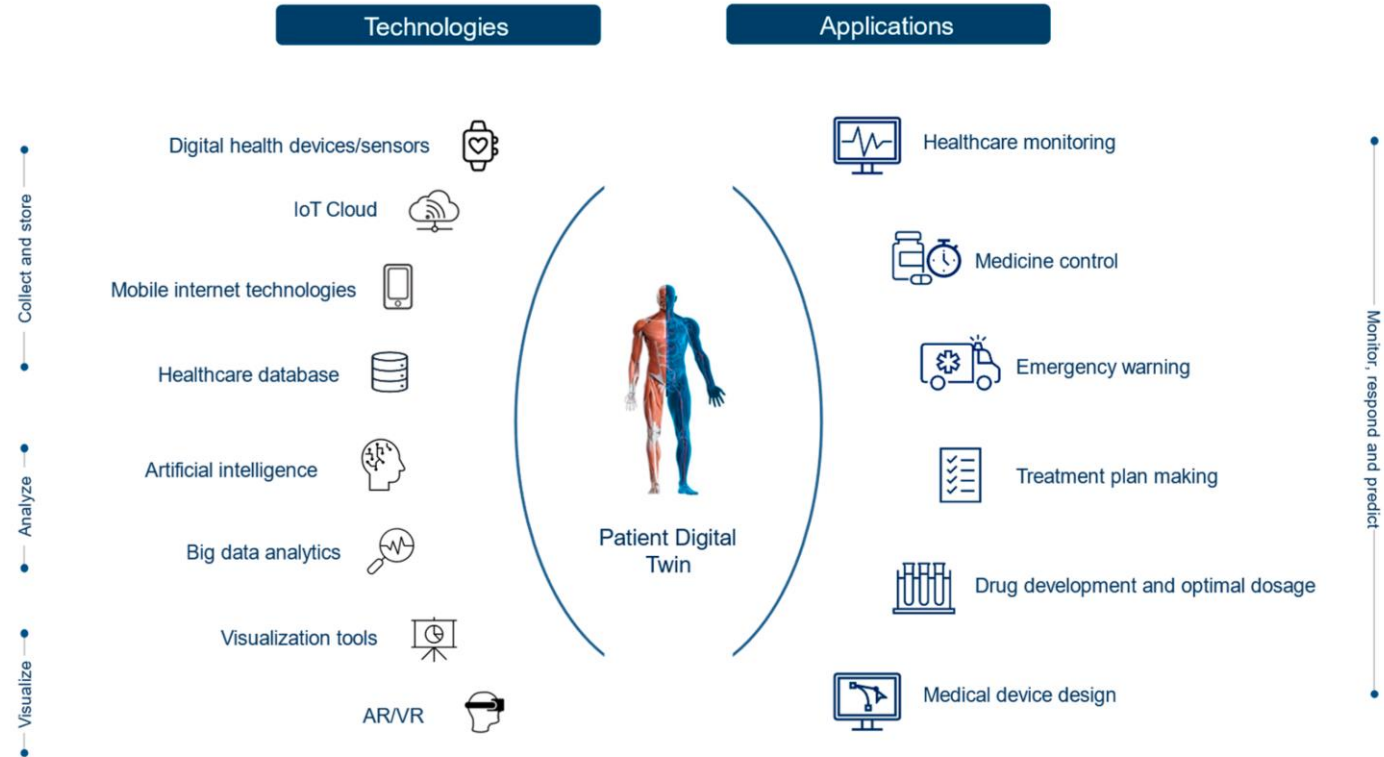 Technologies
Applications
Collect and store
Digital health devices/sensors
IoT Cloud
Mobile internet technologies
Healthcare database
Analyze
Artificial intelligence
Big data analytics
Visualize
Visualization tools
AR/VR
Patient Digital
Twin
Healthcare monitoring
Medicine control
Emergency warning
Treatment plan making
Drug development and optimal dosage
Medical device design
Monitor, respond and predict